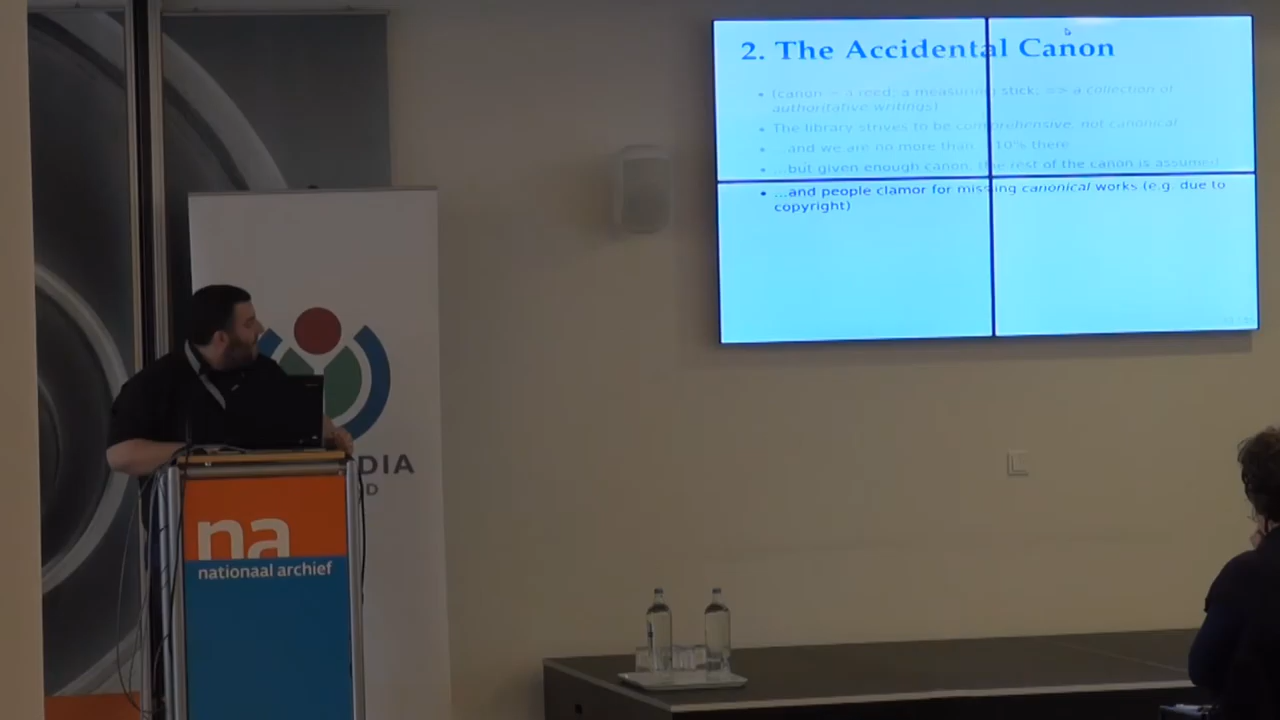 2. The Accidental Canon
• (canon = a reed; a measuring stick; => a collection of
authoritative writings)
• The library strives to be comprehensive, not canonical
• ...and we are no more than 10% there
• ...but given enough canon, (the rest of the canon is assumed
• ...and people clamor for missing canonical works (e.g. due to
copyright)
DIA
D
na
nationaal archief